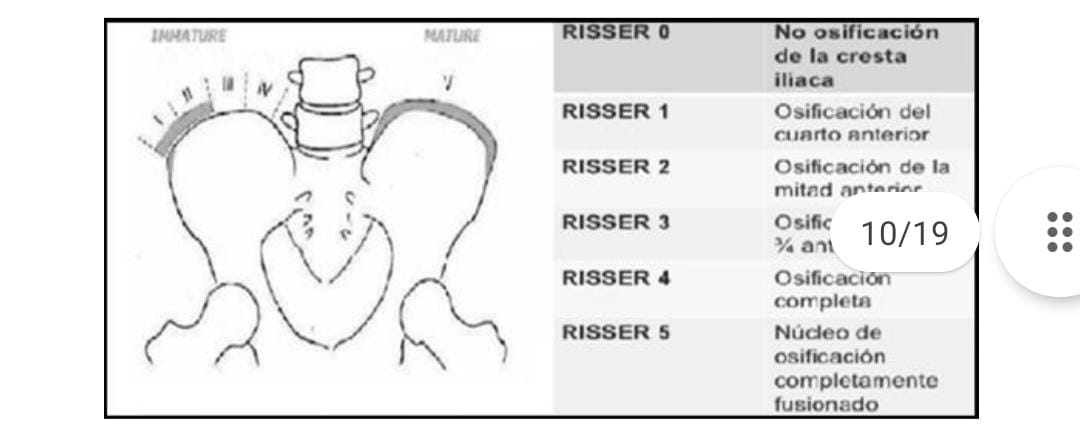 IMMATURE
MATURE
I
II
III
IV
V
RISSER 0
No osificación
de la cresta
iliaca
RISSER 1
Osificación del
cuarto anterior
RISSER 2
Osificación de la
mitad anterior
RISSER 3
¾
10/19
RISSER 4
Osificación
completa
RISSER 5
Núcleo de
osificación
completamente
fusionado